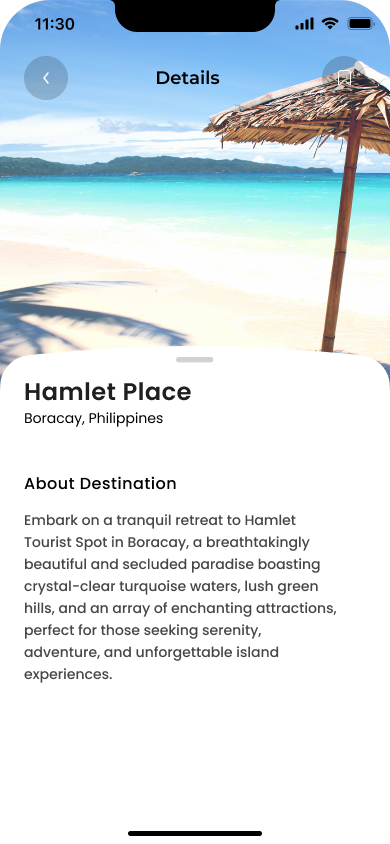 11:30
Details
Hamlet Place
Boracay, Philippines
About Destination
Embark on a tranquil retreat to Hamlet
Tourist Spot in Boracay, a breathtakingly
beautiful and secluded paradise boasting
crystal-clear turquoise waters, lush green
hills, and an array of enchanting attractions,
perfect for those seeking serenity,
adventure, and unforgettable island
experiences.